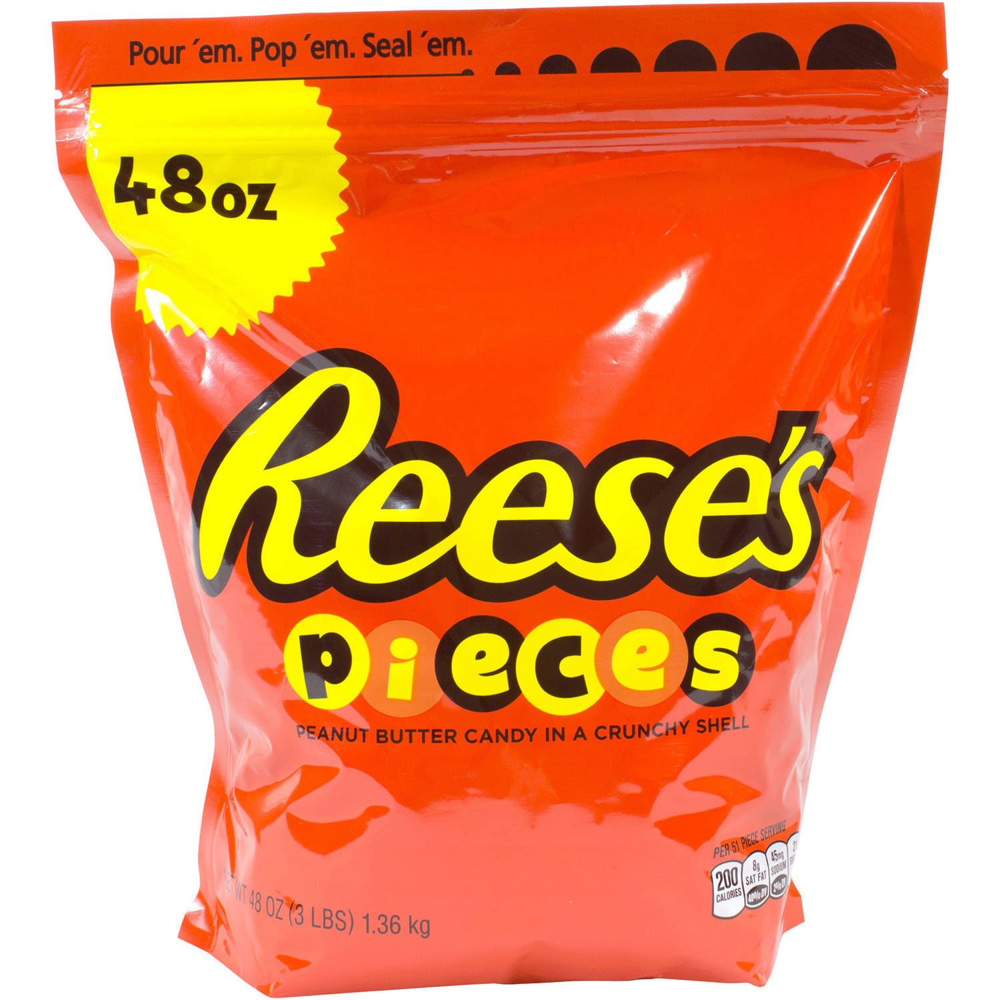 Pour ´em. Pop ´em. Seal ´em.
48oz
Reese's
pieces
PEANUT BUTTER CANDY IN A CRUNCHY SHELL
PER 51 PIECE SERVING
200 CALORIES
8g SAT FAT 40% DV
45mg SODIUM 2% DV
NET WT 48 OZ (3 LBS) 1.36 kg